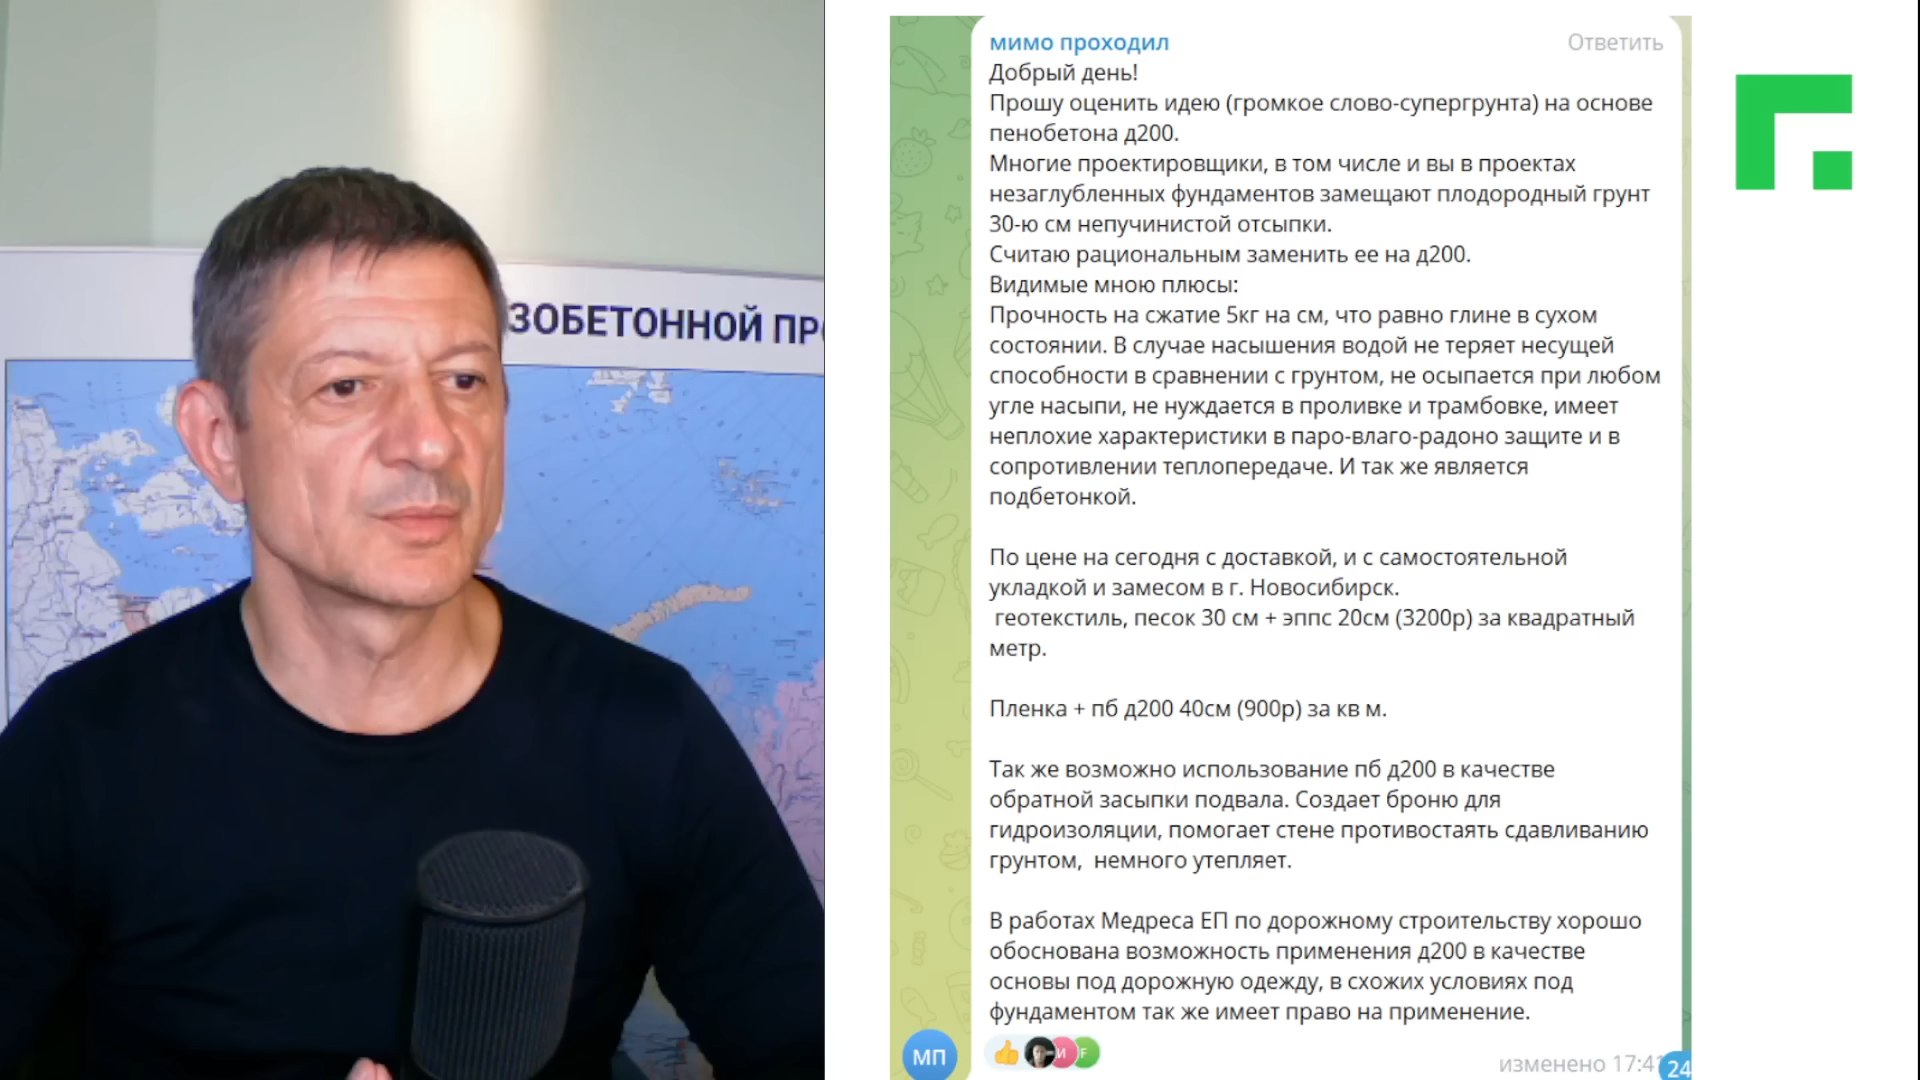 ЗОБЕТОННОЙ ПР
мимо проходил
Ответить
Добрый день!
Прошу оценить идею (громкое слово-супергрунта) на основе
пенобетона д200.
Многие проектировщики, в том числе и вы в проектах
незаглубленных фундаментов замещают плодородный грунт
30-ю см непучинистой отсыпки.
Считаю рациональным заменить ее на д200.
Видимые мною плюсы:
Прочность на сжатие 5кг на см, что равно глине в сухом
состоянии. В случае насышения водой не теряет несущей
способности в сравнении с грунтом, не осыпается при любом
угле насыпи, не нуждается в проливке и трамбовке, имеет
неплохие характеристики в паро-влаго-радоно защите и в
сопротивлении теплопередаче. И так же является
подбетонкой.
По цене на сегодня с доставкой, и с самостоятельной
укладкой и замесом в г. Новосибирск.
геотекстиль, песок 30 см + эппс 20см (3200р) за квадратный
метр.
Пленка + пб д200 40см (900р) за кв м.
Так же возможно использование пб д200 в качестве
обратной засыпки подвала. Создает броню для
гидроизоляции, помогает стене противостаять сдавливанию
грунтом, немного утепляет.
В работах Медреса ЕП по дорожному строительству хорошо
обоснована возможность применения д200 в качестве
основы под дорожную одежду, в схожих условиях под
фундаментом так же имеет право на применение.
МП
И F
изменено 17:4
24